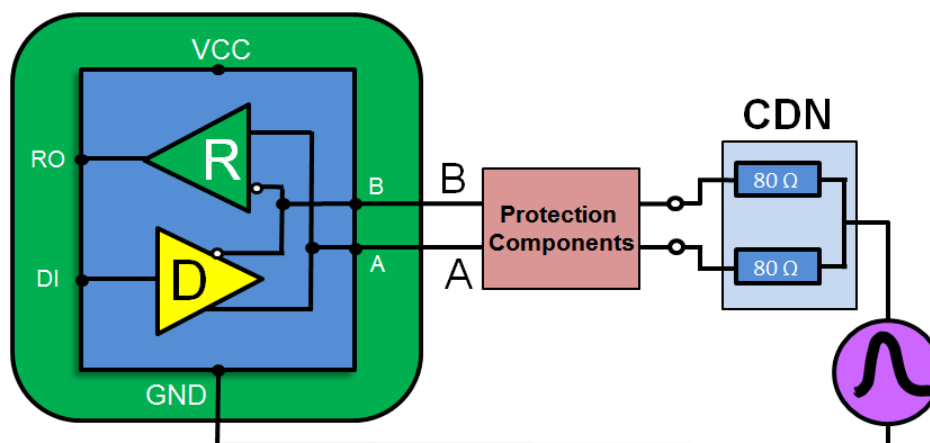 VCC
CDN
R
RO
80 Ω
B
B
Protection
Components
A
A
80 Ω
DI
D
GND